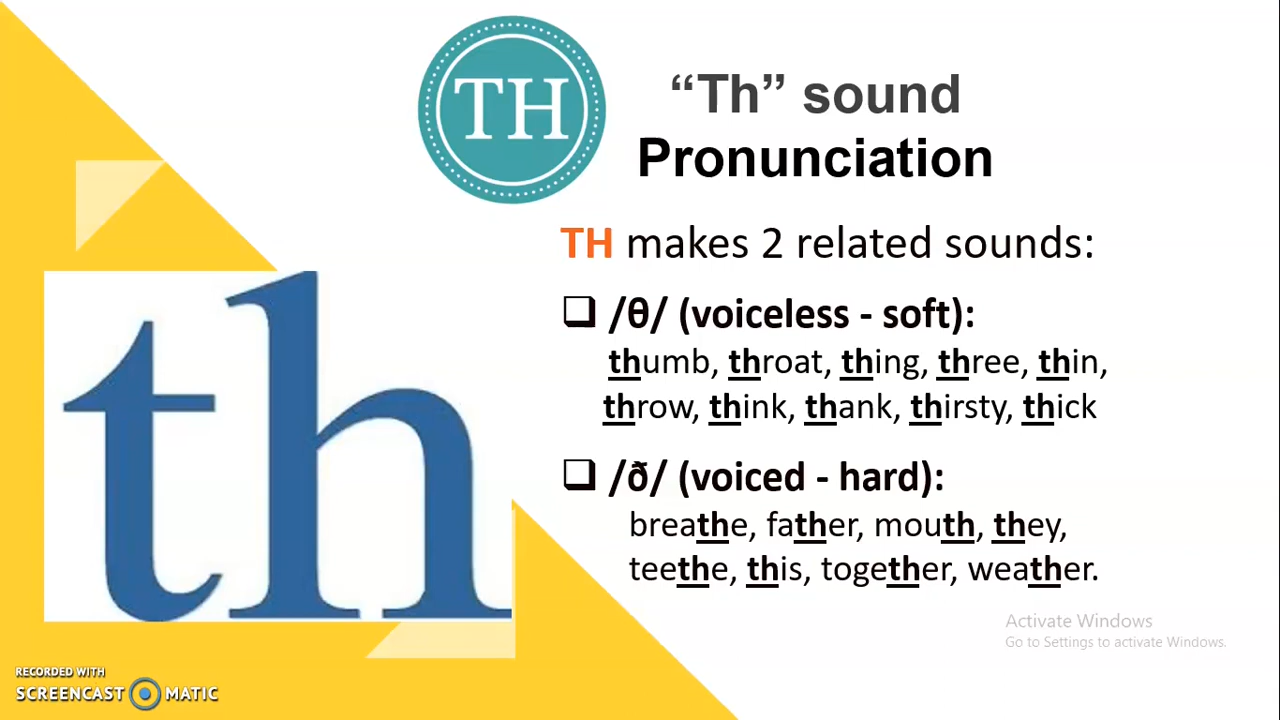 TH
“Th” sound
Pronunciation
TH makes 2 related sounds:
❑ /θ/ (voiceless - soft):
thumb, throat, thing, three, thin,
throw, think, thank, thirsty, thick
❑ /ð/ (voiced - hard):
breathe, father, mouth, they,
teethe, this, together, weather.
th
Activate Windows
Go to Settings to activate Windows.
RECORDED WITH
SCREENCAST MATIC